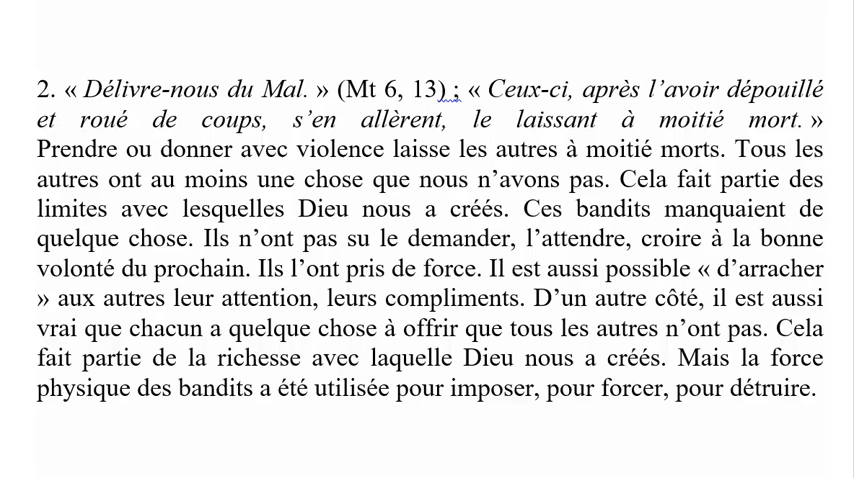 2. « Délivre-nous du Mal. » (Mt 6, 13) ; « Ceux-ci, après l’avoir dépouillé
et roué de coups, s’en allèrent, le laissant à moitié mort. »
Prendre ou donner avec violence laisse les autres à moitié morts. Tous les
autres ont au moins une chose que nous n’avons pas. Cela fait partie des
limites avec lesquelles Dieu nous a créés. Ces bandits manquaient de
quelque chose. Ils n’ont pas su le demander, l’attendre, croire à la bonne
volonté du prochain. Ils l’ont pris de force. Il est aussi possible « d’arracher
» aux autres leur attention, leurs compliments. D’un autre côté, il est aussi
vrai que chacun a quelque chose à offrir que tous les autres n’ont pas. Cela
fait partie de la richesse avec laquelle Dieu nous a créés. Mais la force
physique des bandits a été utilisée pour imposer, pour forcer, pour détruire.